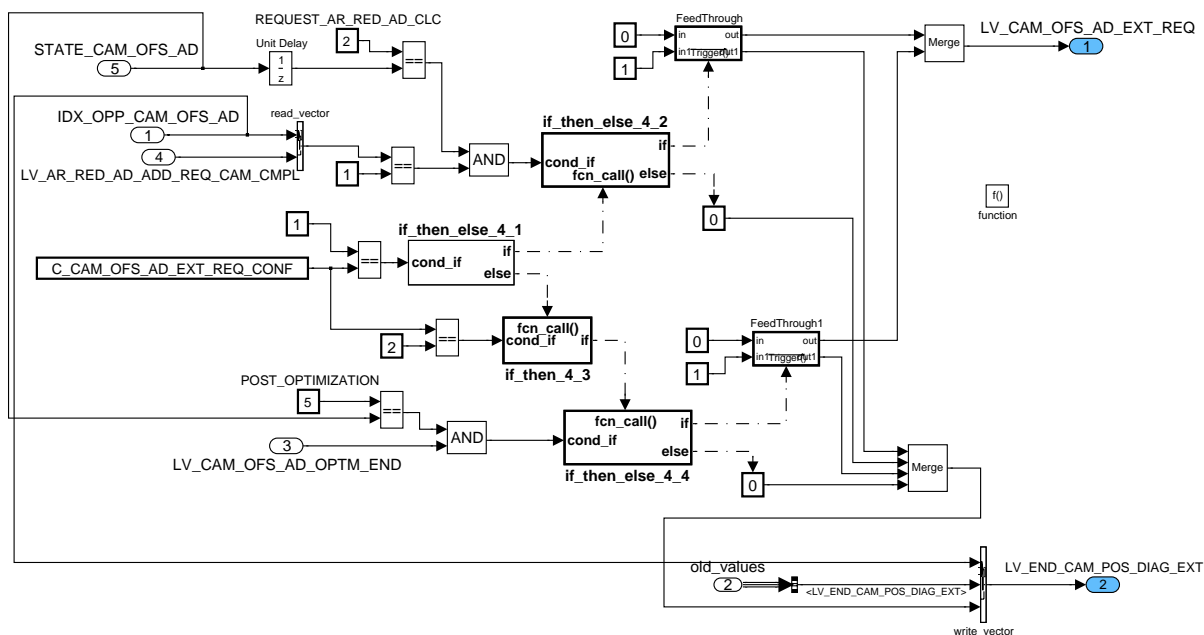 REQUEST_AR_RED_AD_CLC
FeedThrough
LV_CAM_OFS_AD_EXT_REQ
STATE_CAM_OFS_AD
5
Unit Delay
1
z
2
==
0
1
in
out
in1
Trigger()
out1
Merge
1
IDX_OPP_CAM_OFS_AD
1
read_vector
4
LV_AR_RED_AD_ADD_REQ_CAM_CMPL
1
==
AND
if_then_else_4_2
cond_if
if
else
fcn_call()
0
f()
function
1
C_CAM_OFS_AD_EXT_REQ_CONF
==
if_then_else_4_1
cond_if
if
else
2
==
fcn_call()
cond_if
if
if_then_4_3
FeedThrough1
0
1
in
out
in1
Trigger()
out1
POST_OPTIMIZATION
5
==
3
LV_CAM_OFS_AD_OPTM_END
AND
fcn_call()
cond_if
if
else
if_then_else_4_4
0
Merge
old_values
2
<LV_END_CAM_POS_DIAG_EXT>
write_vector
LV_END_CAM_POS_DIAG_EXT
2